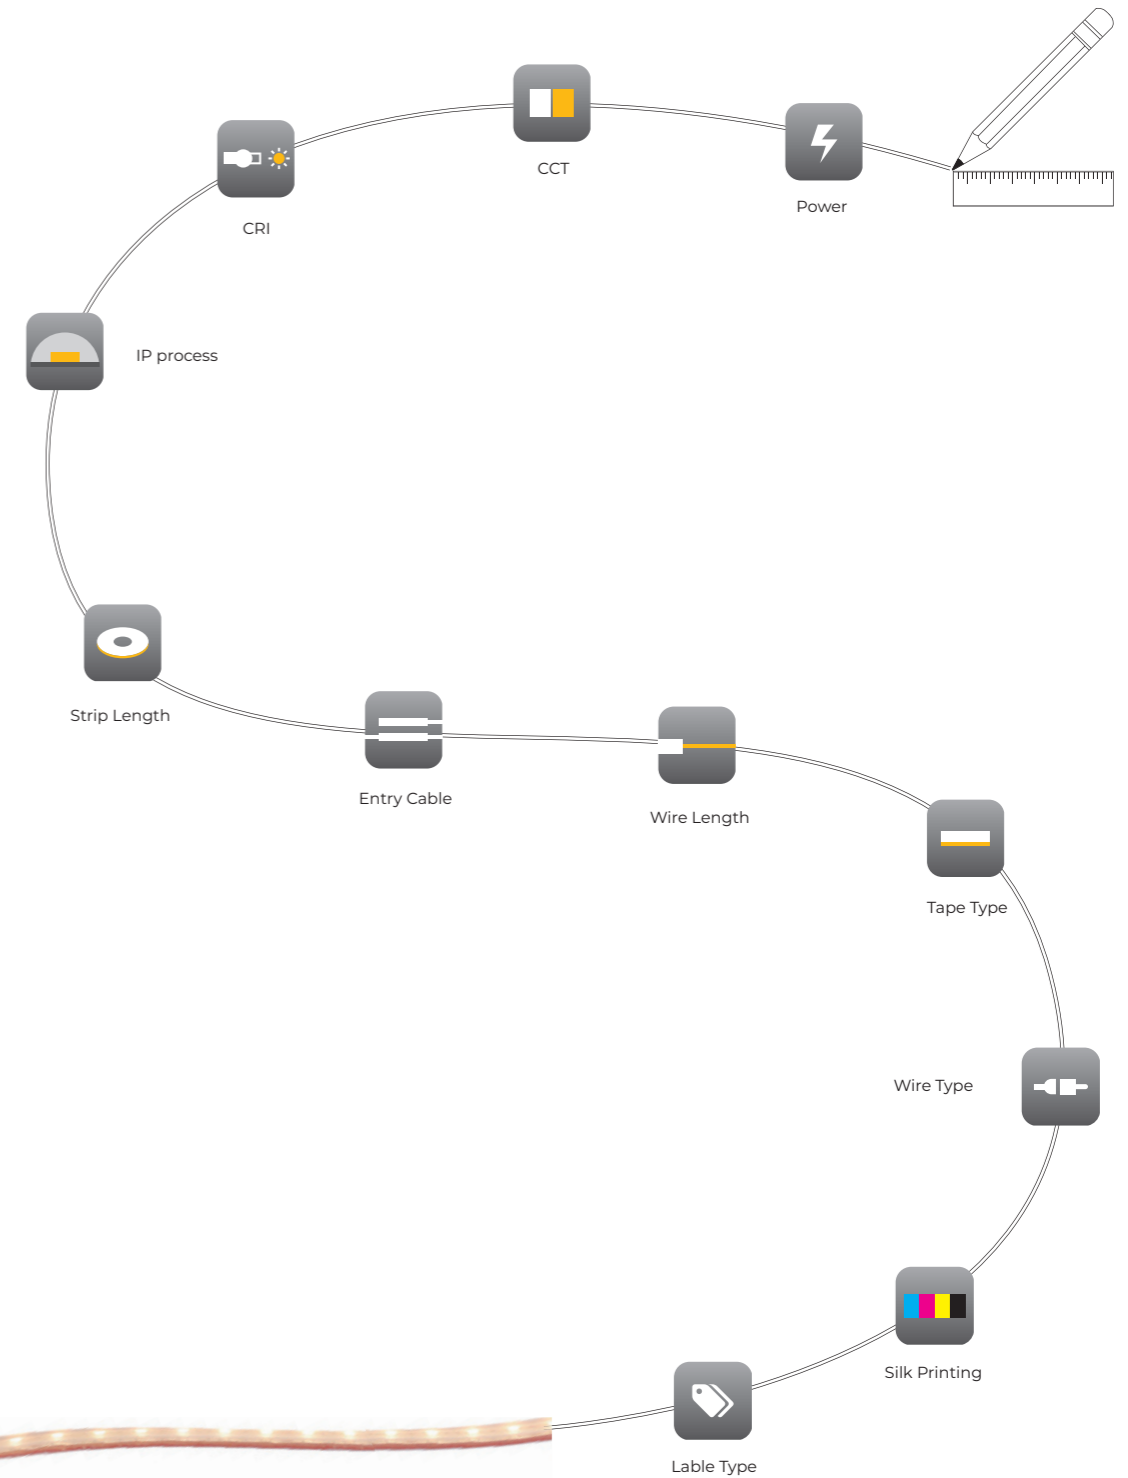 CCT
Power
CRI
IP process
Strip Length
Entry Cable
Wire Length
Tape Type
Wire Type
Silk Printing
Lable Type